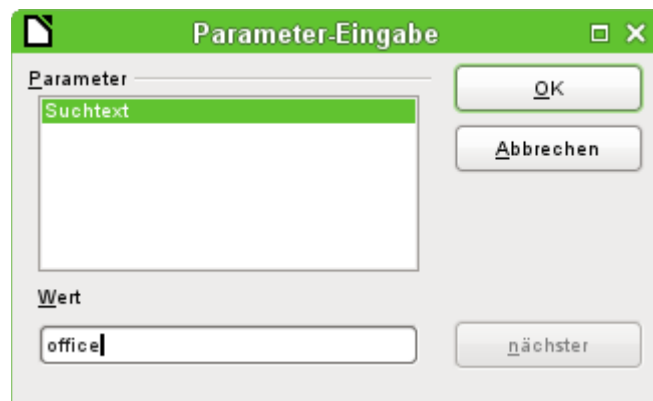 Parameter-Eingabe
Parameter
Suchtext
OK
Abbrechen
Wert
office
nächster